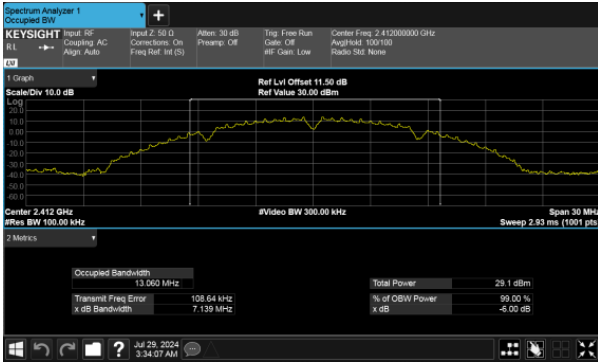 Spectrum Analyzer 1
Occupied BW
KEYSIGHT
RL
Input: RF
Coupling: AC
Align: Auto
Input Z: 50 Ω
Corrections: On
Freq Ref: Int (S)
Atten: 30 dB
Preamp: Off
Trig: Free Run
Gate: Off
#IF Gain: Low
Center Freq: 2.412000000 GHz
Avg|Hold: 100/100
Radio Std: None
LW
1 Graph
Scale/Div 10.0 dB
Ref Lvl Offset 11.50 dB
Ref Value 30.00 dBm
Log
20.0
10.0
0.00
-10.0
-20.0
-30.0
-40.0
-50.0
-60.0
Center 2.412 GHz
#Res BW 100.00 kHz
#Video BW 300.00 kHz
Span 30 MHz
Sweep 2.93 ms (1001 pts)
2 Metrics
Occupied Bandwidth
13.060 MHz
Total Power 29.1 dBm
Transmit Freq Error 108.64 kHz
% of OBW Power 99.00 %
x dB Bandwidth 7.139 MHz
x dB -6.00 dB
Jul 29, 2024
3:34:07 AM